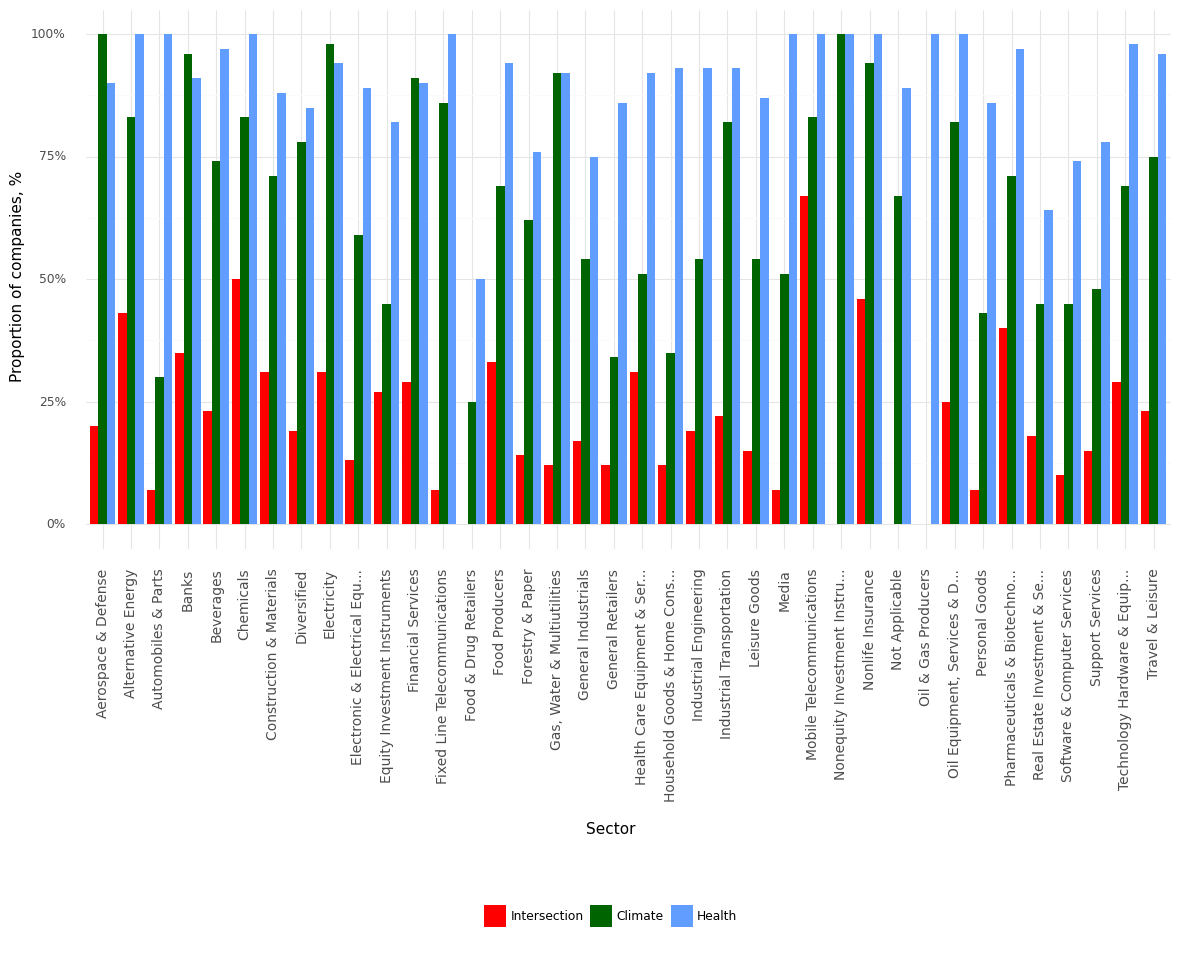 100%
75%
50%
25%
0%
Proportion of companies, %
Aerospace & Defense
Alternative Energy
Automobiles & Parts
Banks
Beverages
Chemicals
Construction & Materials
Diversified
Electricity
Electronic & Electrical Equ...
Equity Investment Instruments
Financial Services
Fixed Line Telecommunications
Food & Drug Retailers
Food Producers
Forestry & Paper
Gas, Water & Multiutilities
General Industrials
General Retailers
Health Care Equipment & Ser...
Household Goods & Home Cons...
Industrial Engineering
Industrial Transportation
Leisure Goods
Media
Mobile Telecommunications
Nonequity Investment Instru...
Nonlife Insurance
Not Applicable
Oil & Gas Producers
Oil Equipment, Services & D...
Personal Goods
Pharmaceuticals & Biotechno...
Real Estate Investment & Se...
Software & Computer Services
Support Services
Technology Hardware & Equip...
Travel & Leisure
Sector
Intersection Climate Health